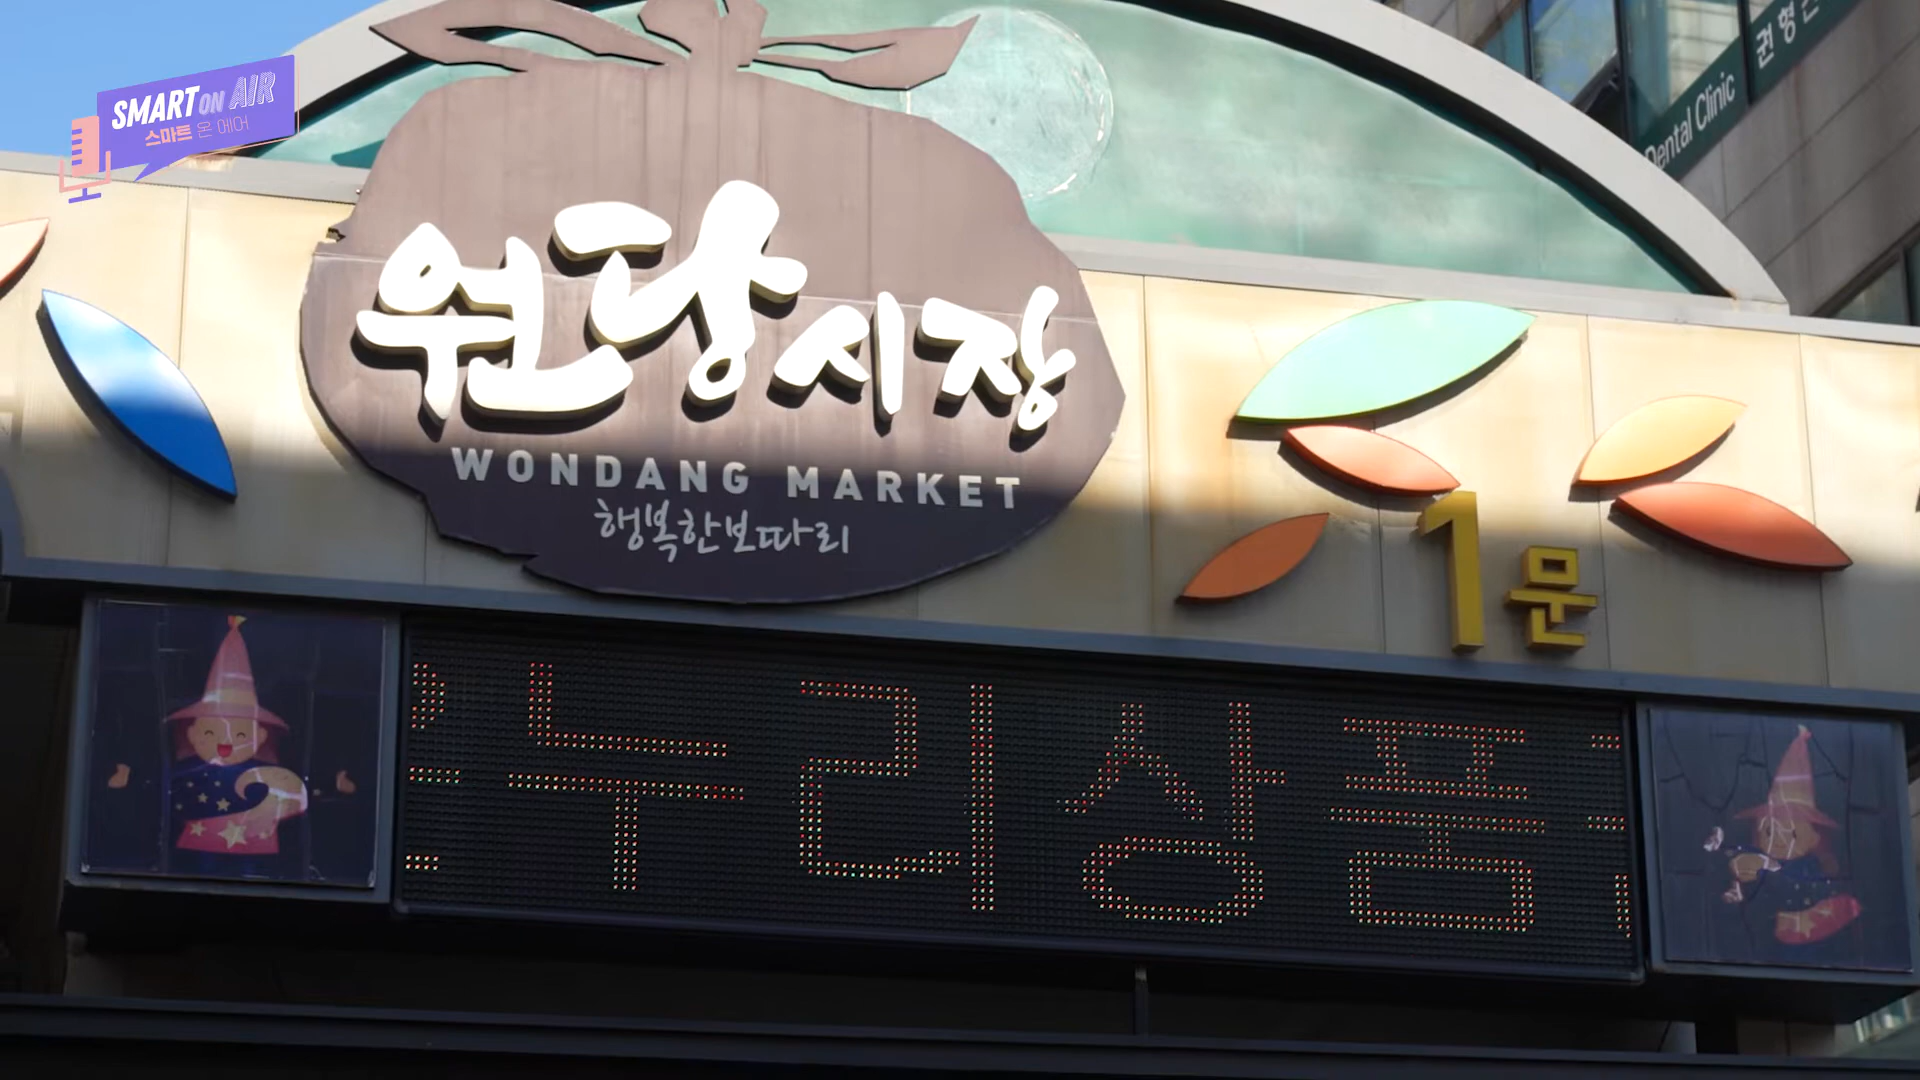 SMART ON AIR
스마트 온 에어
권형
Dental Clinic
원당시장
WONDANG MARKET
행복한보따리
1문
누리상품